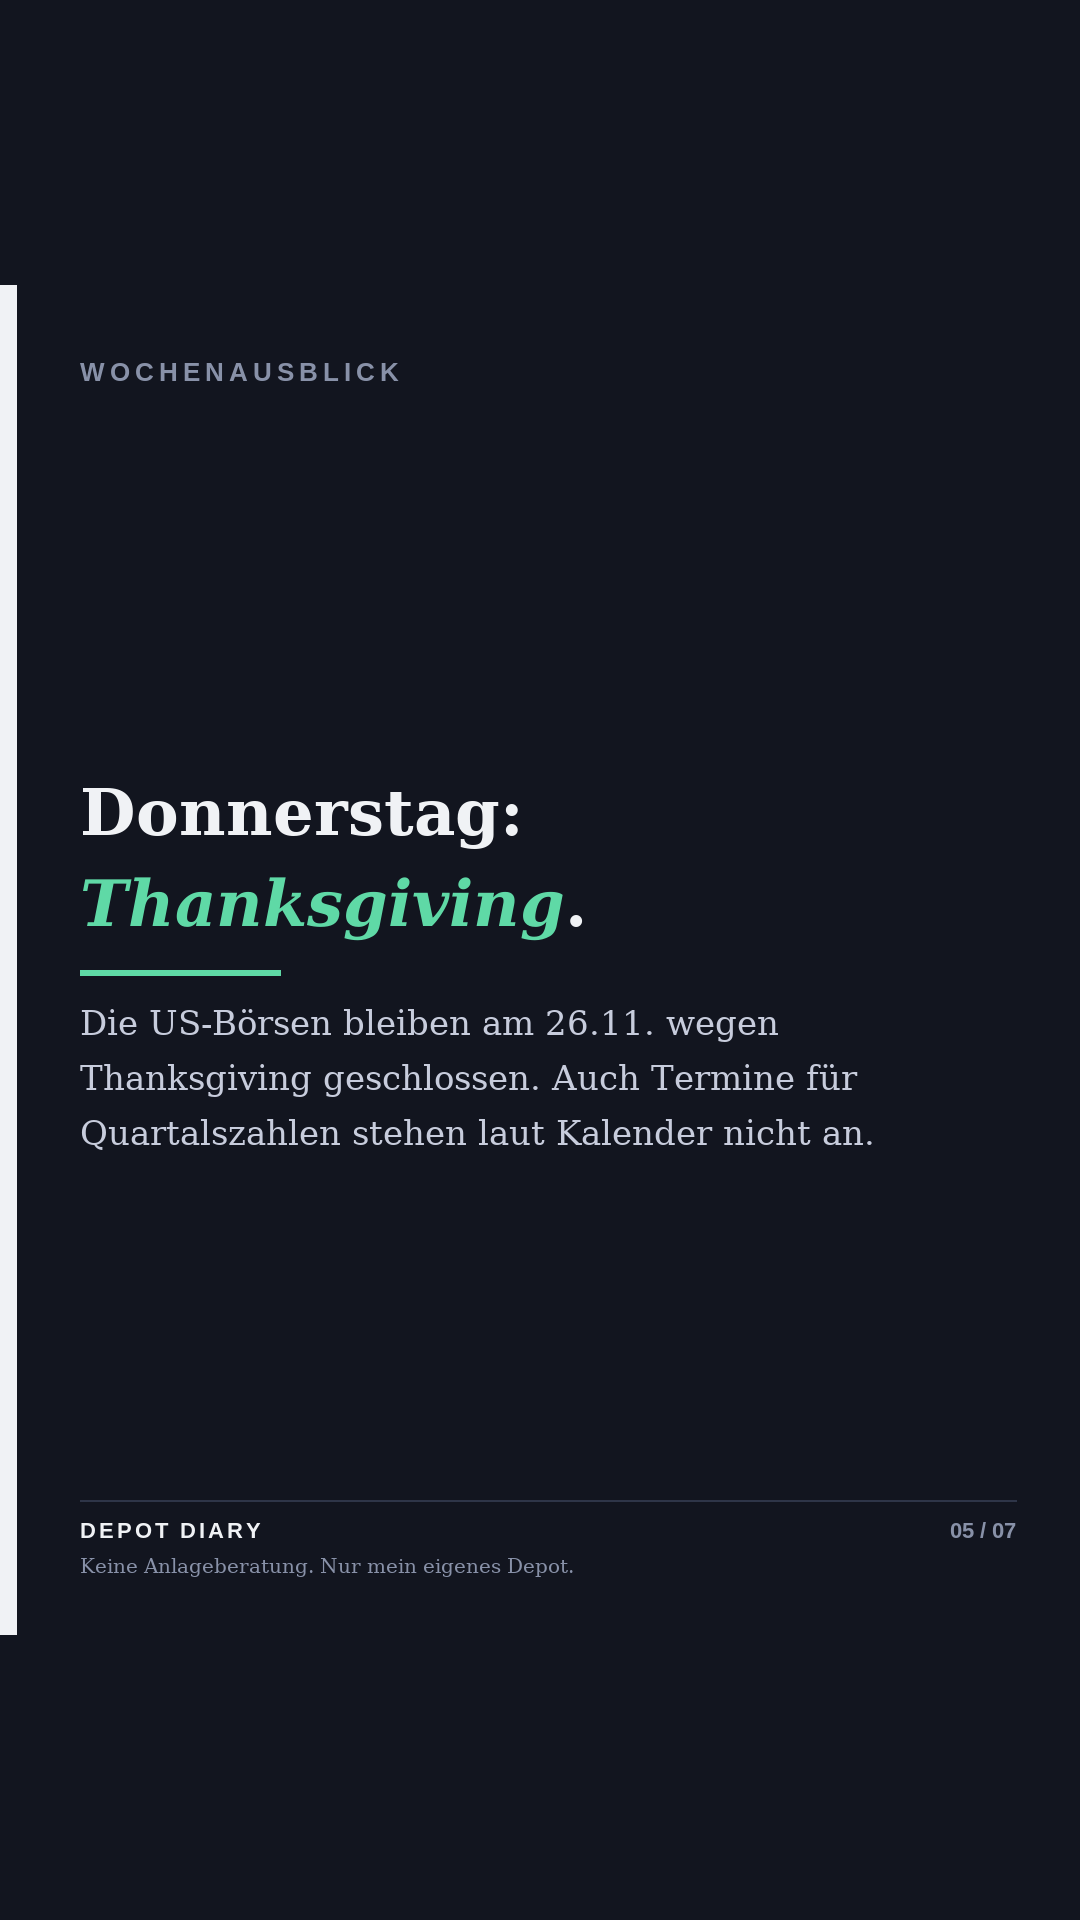 WOCHENAUSBLICK
Donnerstag:
Thanksgiving.
Die US-Börsen bleiben am 26.11. wegen
Thanksgiving geschlossen. Auch Termine für
Quartalszahlen stehen laut Kalender nicht an.
DEPOT DIARY
05 / 07
Keine Anlageberatung. Nur mein eigenes Depot.